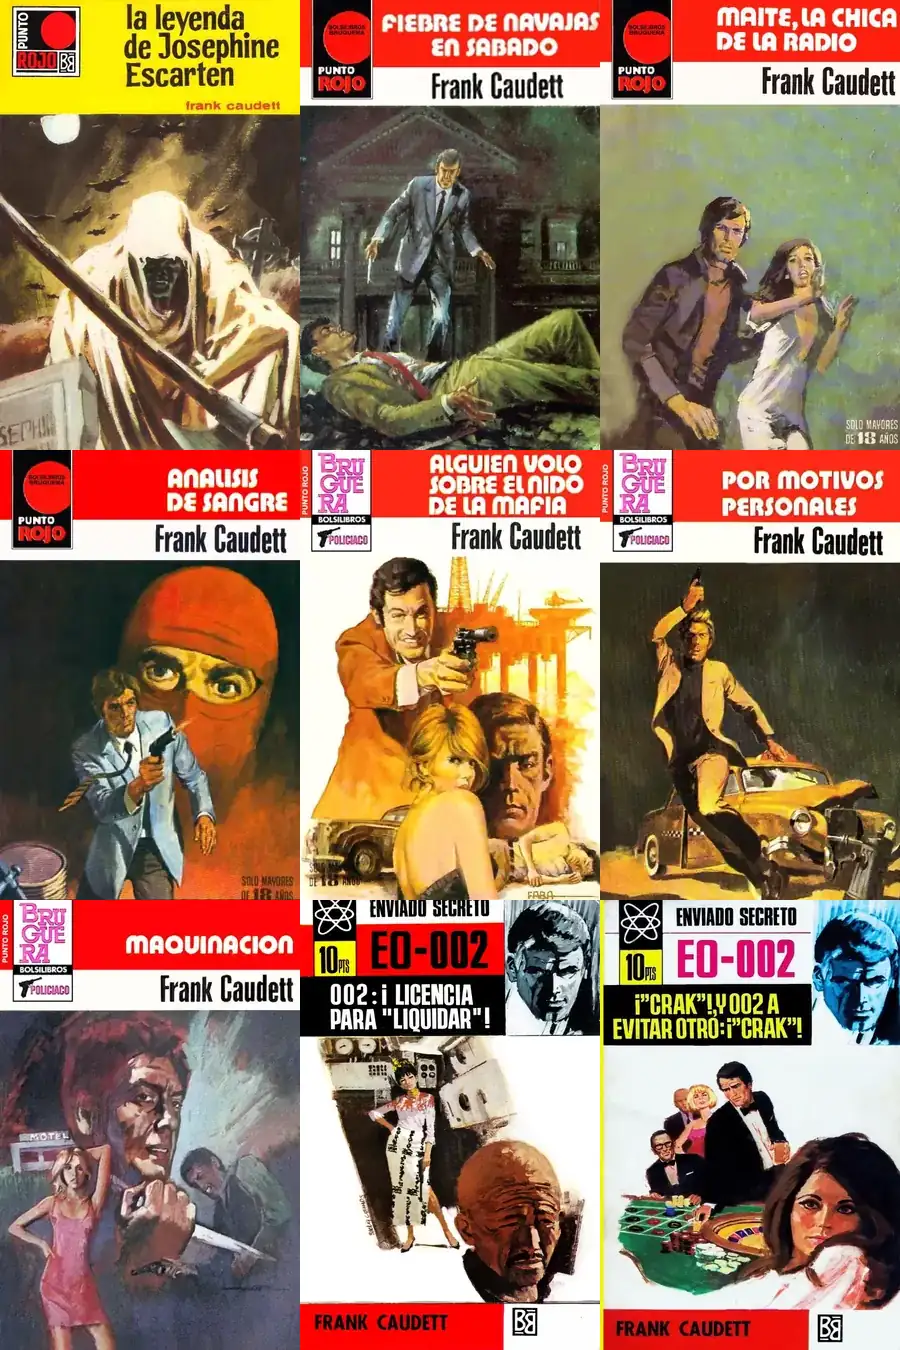 PUNTO
ROJO
BB
la leyenda
de Josephine
Escarten
frank caudett
BOLSILIBROS
BRUGUERA
PUNTO
ROJO
FIEBRE DE NAVAJAS
EN SABADO
Frank Caudett
BOLSILIBROS
BRUGUERA
PUNTO
ROJO
MAITE, LA CHICA
DE LA RADIO
Frank Caudett
SOLO MAYORES
DE 18 AÑOS
BOLSILIBROS
BRUGUERA
PUNTO
ROJO
ANALISIS
DE SANGRE
Frank Caudett
SOLO MAYORES
DE 18 AÑOS
PUNTO ROJO
BRU
GUE
RA
BOLSILIBROS
POLICIACO
ALGUIEN VOLO
SOBRE EL NIDO
DE LA MAFIA
Frank Caudett
DE 18 AÑOS
FABA
PUNTO ROJO
BRU
GUE
RA
BOLSILIBROS
POLICIACO
POR MOTIVOS
PERSONALES
Frank Caudett
PUNTO ROJO
BRU
GUE
RA
BOLSILIBROS
POLICIACO
MAQUINACION
Frank Caudett
MOTEL
ENVIADO SECRETO
10 PTS
EO-002
002:¡ LICENCIA
PARA "LIQUIDAR"!
FRANK CAUDETT
BB
ENVIADO SECRETO
10 PTS
EO-002
¡"CRAK"!,Y 002 A
EVITAR OTRO:¡"CRAK"!
FRANK CAUDETT
BB